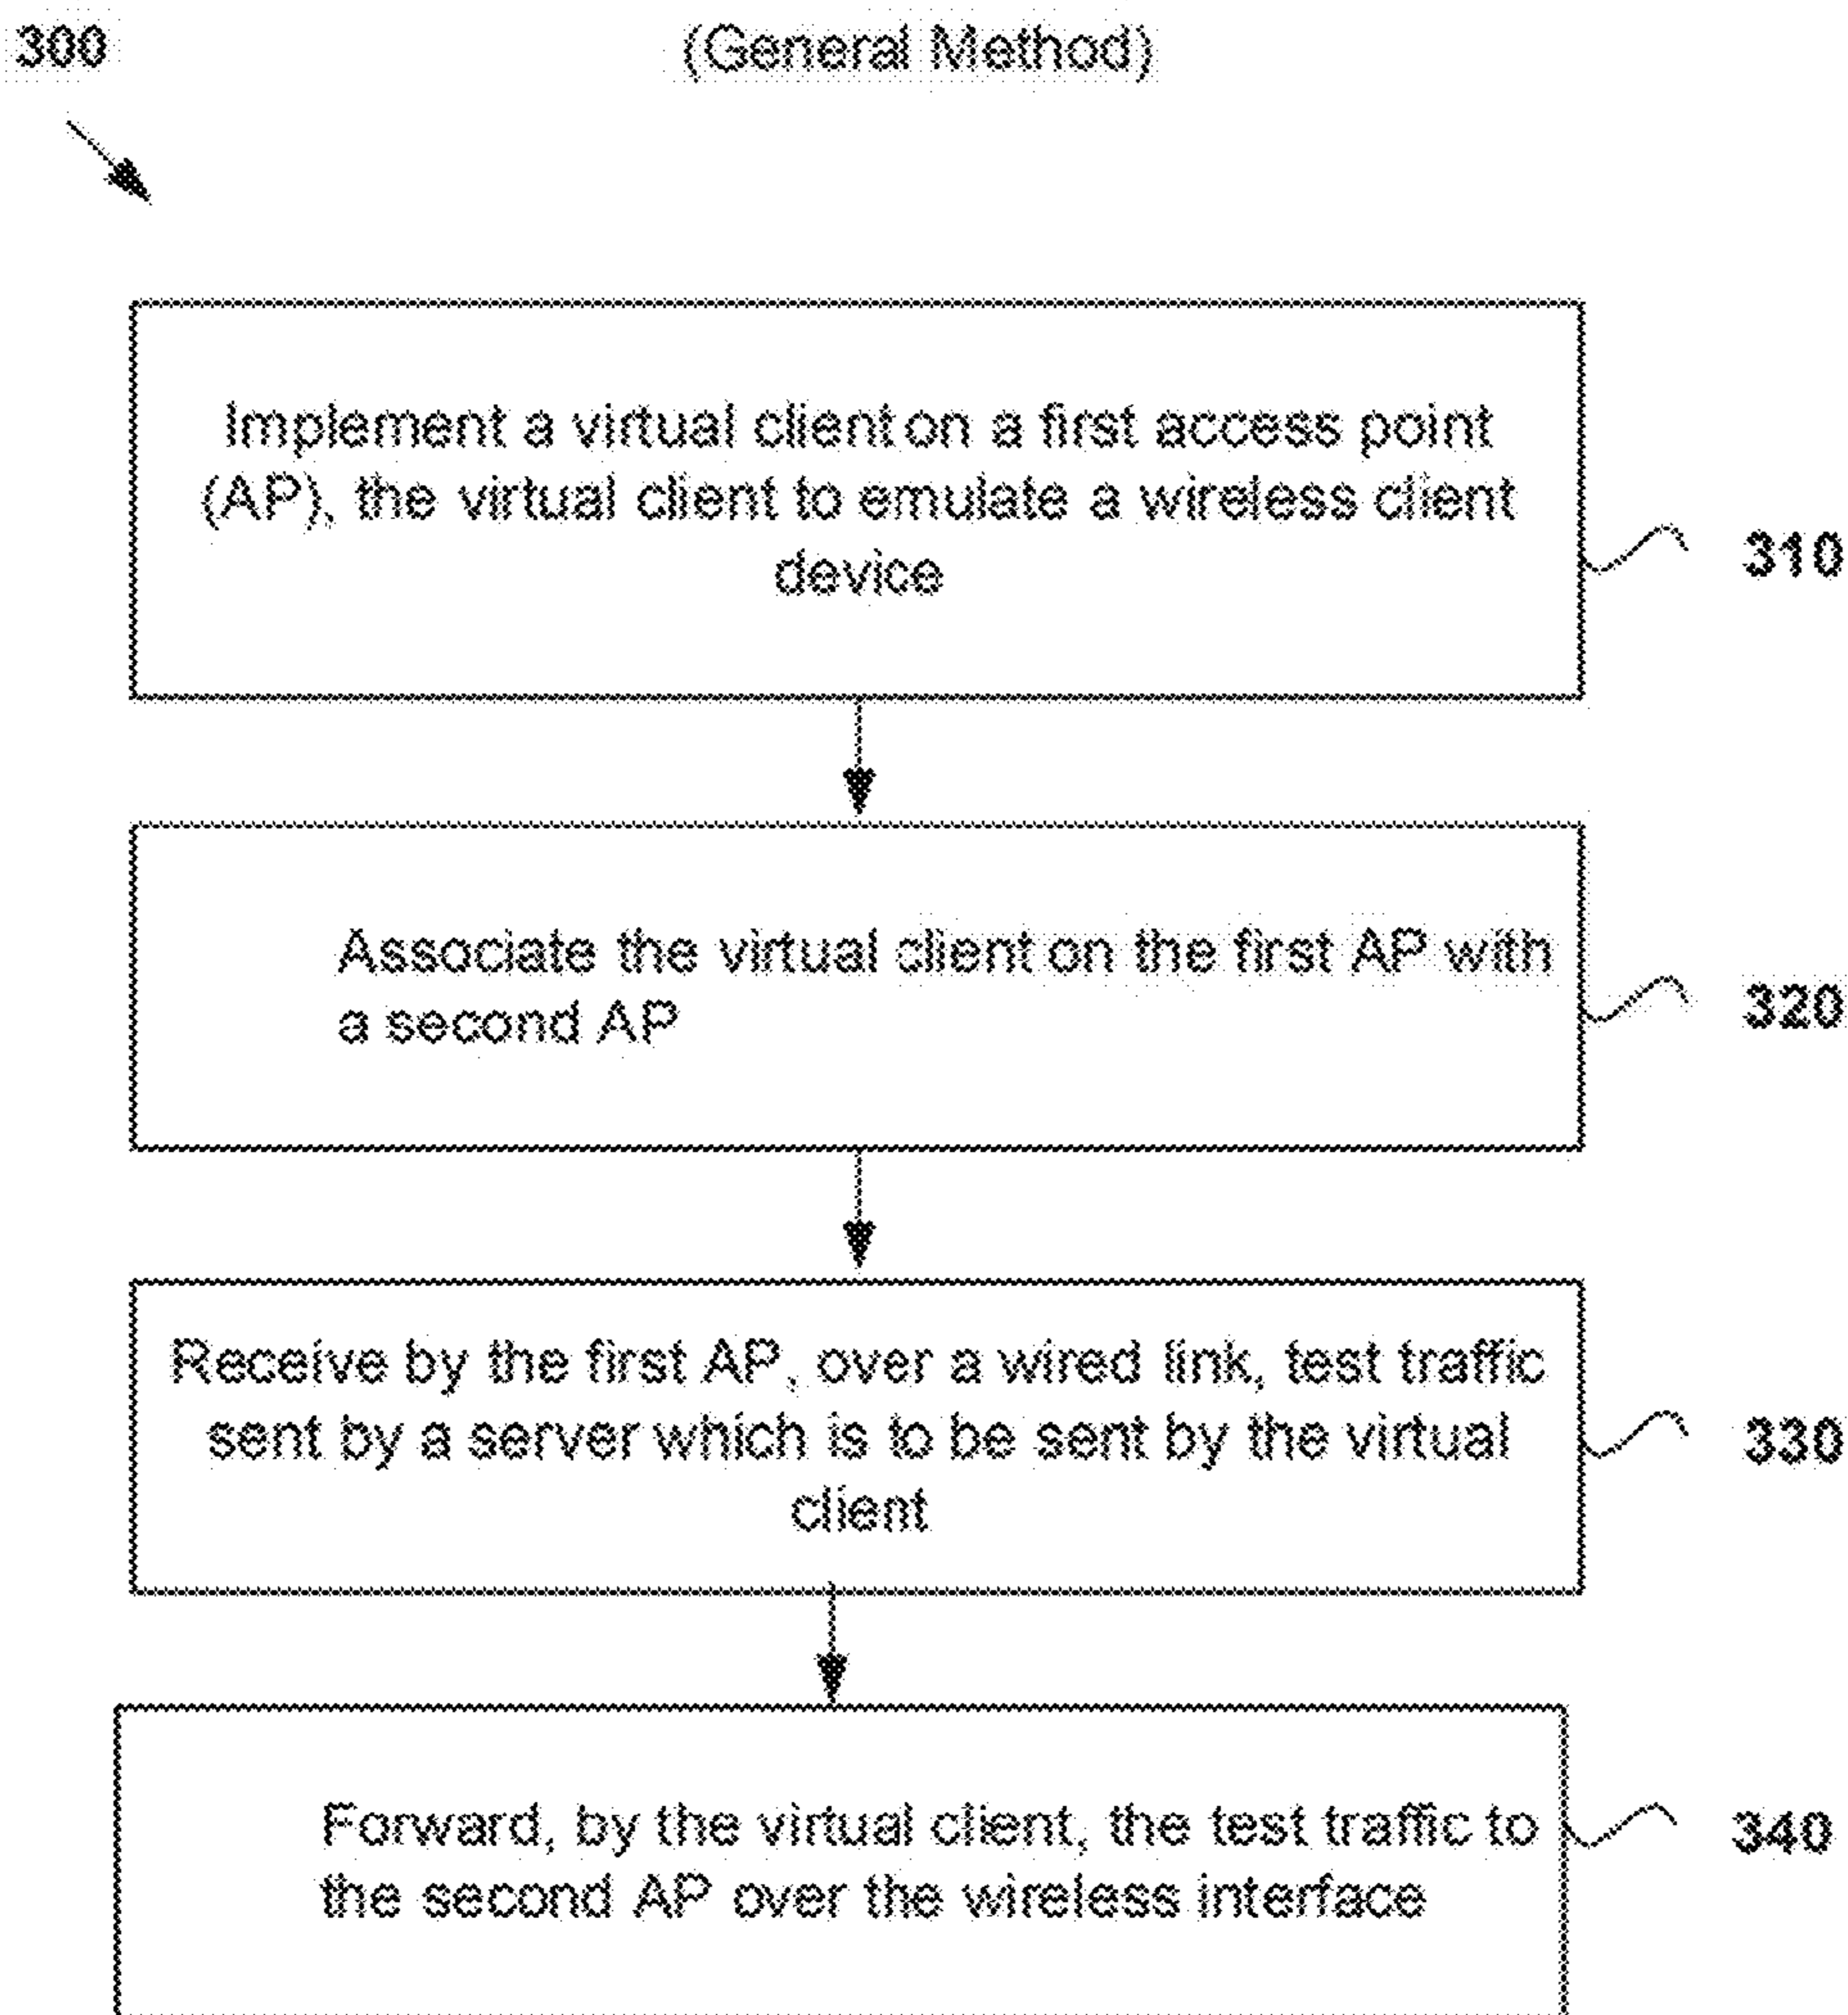 300
(General Method)
Implement a virtual client on a first access point
(AP), the virtual client to emulate a wireless client
device
310
Associate the virtual client on the first AP with
a second AP
320
Receive by the first AP, over a wired link, test traffic
sent by a server which is to be sent by the virtual
client
330
Forward, by the virtual client, the test traffic to
the second AP over the wireless interface
340